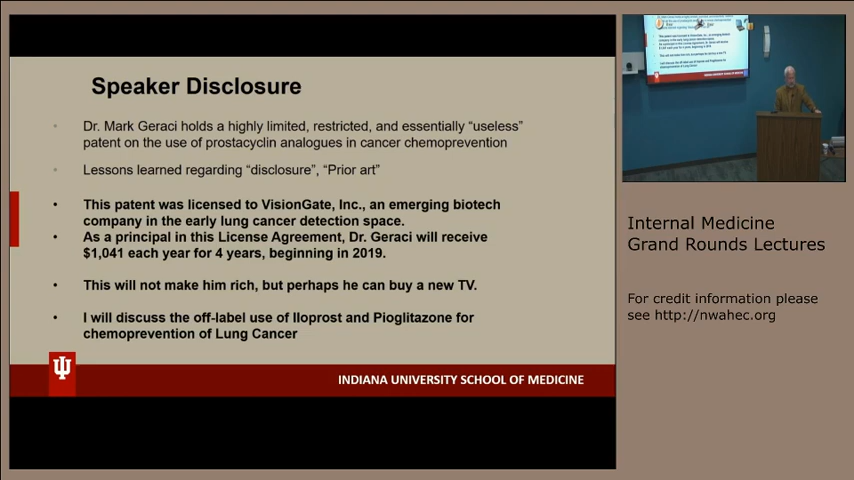 Speaker Disclosure
Dr. Mark Geraci holds a highly limited, restricted, and essentially “useless”
patent on the use of prostacyclin analogues in cancer chemoprevention
Lessons learned regarding “disclosure”, “Prior art”
This patent was licensed to VisionGate, Inc., an emerging biotech
company in the early lung cancer detection space.
As a principal in this License Agreement, Dr. Geraci will receive
$1,041 each year for 4 years, beginning in 2019.
This will not make him rich, but perhaps he can buy a new TV.
I will discuss the off-label use of Iloprost and Pioglitazone for
chemoprevention of Lung Cancer
INDIANA UNIVERSITY SCHOOL OF MEDICINE
INDIANA UNIVERSITY SCHOOL OF MEDICINE
Internal Medicine
Grand Rounds Lectures
For credit information please
see http://nwahec.org